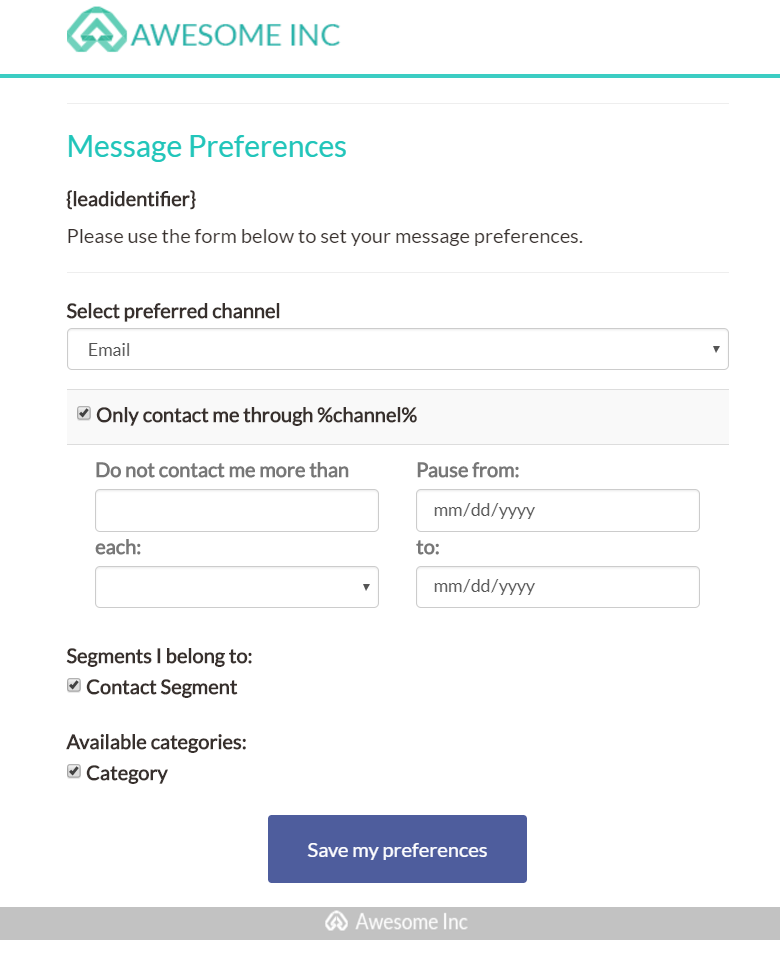 AWESOME INC
Message Preferences
{leadidentifier}
Please use the form below to set your message preferences.
Select preferred channel
Email
Only contact me through %channel%
Do not contact me more than
Pause from:
mm/dd/yyyy
each:
to:
mm/dd/yyyy
Segments I belong to:
Contact Segment
Available categories:
Category
Save my preferences
Awesome Inc